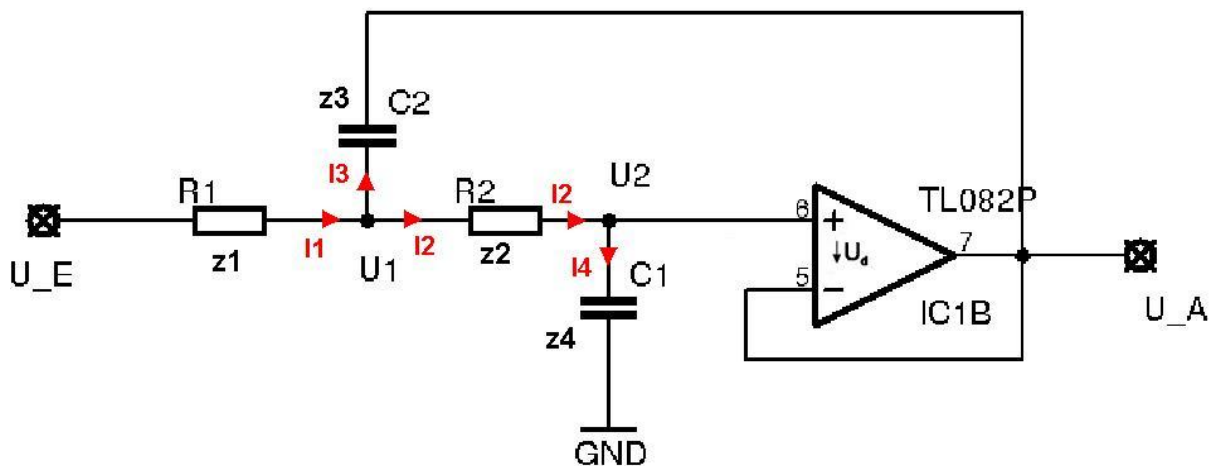 z3
C2
I3
R1
R2
I2
U2
TL082P
6
+
U_E
z1
I1
U1
I2
z2
I4
C1
↓U_d
7
5
−
IC1B
U_A
z4
GND